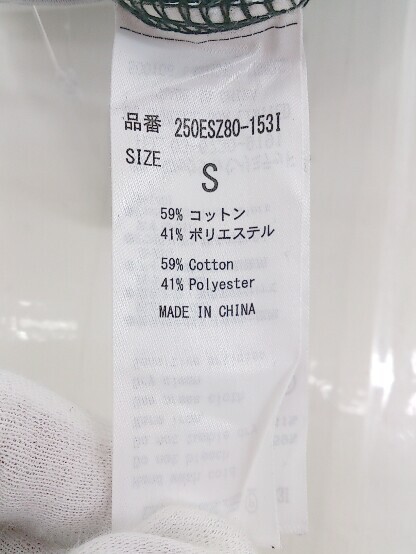 品番 250ESZ80-153I
SIZE
S
59% コットン
41% ポリエステル
59% Cotton
41% Polyester
MADE IN CHINA